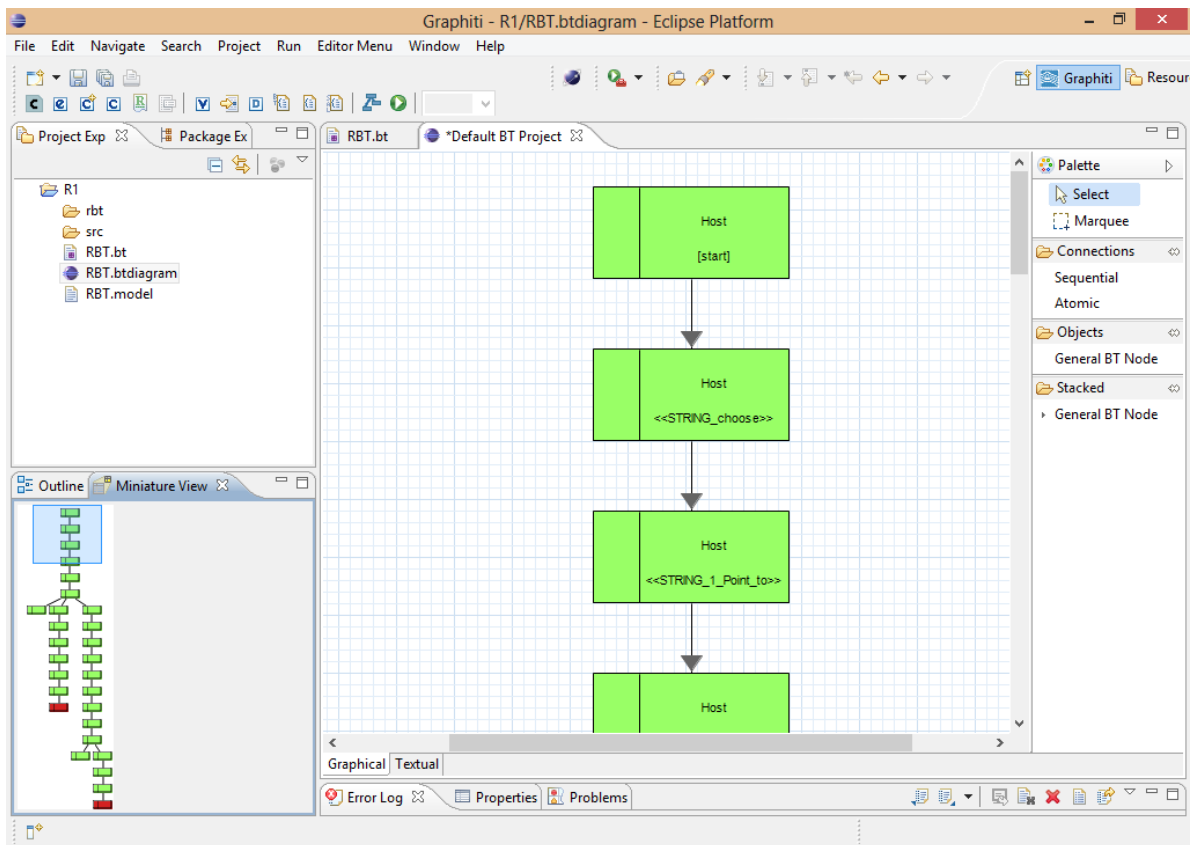 Graphiti - R1/RBT.btdiagram - Eclipse Platform
File Edit Navigate Search Project Run Editor Menu Window Help
Graphiti Resour
Project Exp Package Ex
R1
rbt
src
RBT.bt
RBT.btdiagram
RBT.model
Outline Miniature View
RBT.bt *Default BT Project
Host
[start]
Host
<<STRING_choose>>
Host
<<STRING_1_Point_to>>
Host
Graphical Textual
Palette
Select
Marquee
Connections
Sequential
Atomic
Objects
General BT Node
Stacked
General BT Node
Error Log Properties Problems